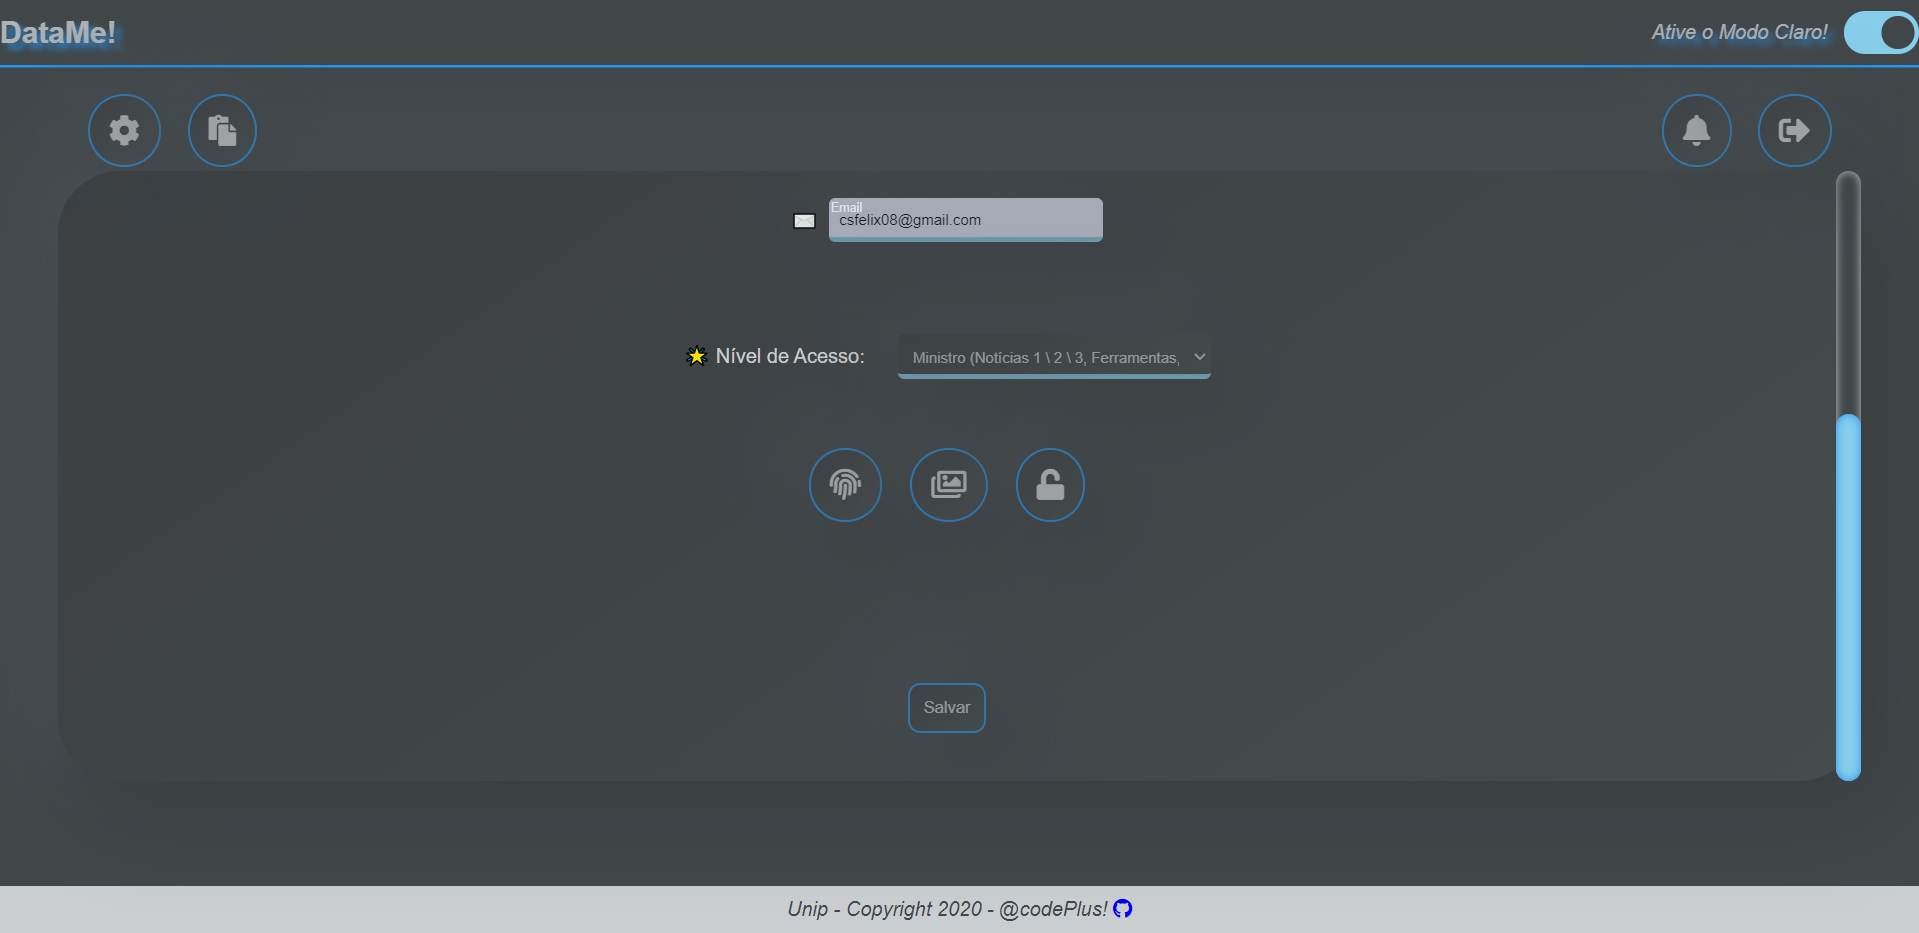 DataMe!
Ative o Modo Claro!
Email
csfelix08@gmail.com
Nível de Acesso:
Ministro (Notícias 1 \ 2 \ 3, Ferramentas,
Salvar
Unip - Copyright 2020 - @codePlus!